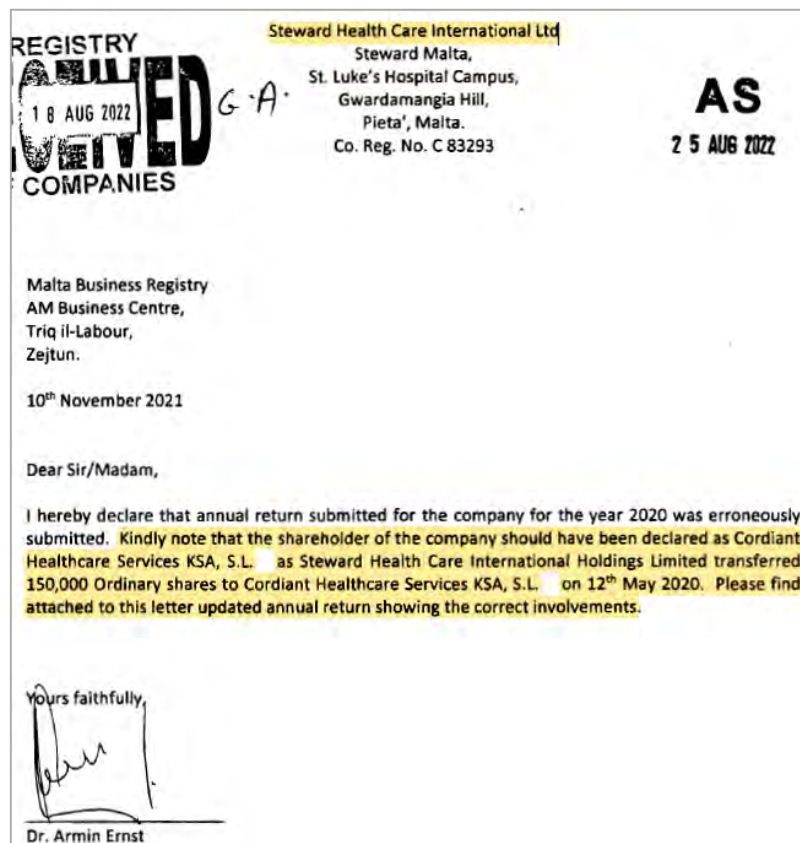 Steward Health Care International Ltd
Steward Malta,
St. Luke's Hospital Campus,
Gwardamangia Hill,
Pieta', Malta.
Co. Reg. No. C 83293
REGISTRY
18 AUG 2022
COMPANIES
G.A.
AS
25 AUG 2022
Malta Business Registry
AM Business Centre,
Triq il-Labour,
Zejtun.
10th November 2021
Dear Sir/Madam,
I hereby declare that annual return submitted for the company for the year 2020 was erroneously
submitted. Kindly note that the shareholder of the company should have been declared as Cordiant
Healthcare Services KSA, S.L. as Steward Health Care International Holdings Limited transferred
150,000 Ordinary shares to Cordiant Healthcare Services KSA, S.L. on 12th May 2020. Please find
attached to this letter updated annual return showing the correct involvements.
Yours faithfully,
Dr. Armin Ernst